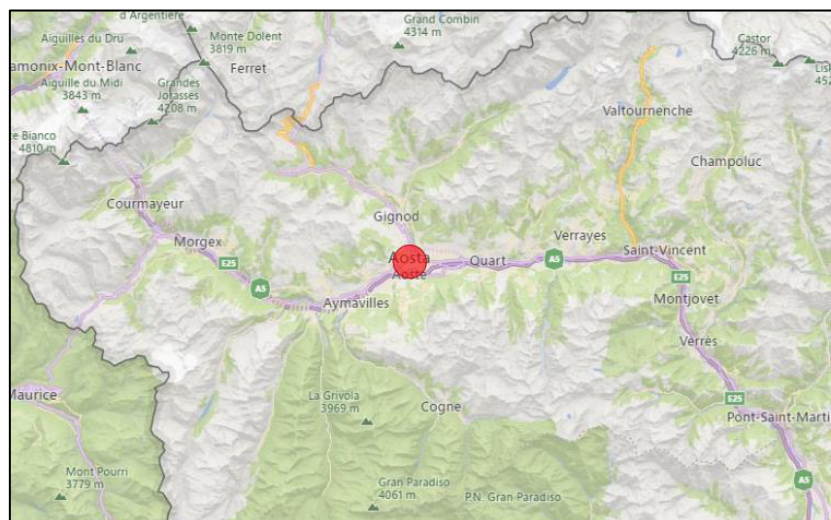 d'Argentière
Aiguilles du Dru
Monte Dolent
3819 m
Grand Combin
4314 m
Castor
4226 m
amonix-Mont-Blanc
Ferret
Aiguille du Midi
3843 m
Grandes
Jorasses
4208 m
Valtournenche
te Bianco
4810 m
Champoluc
Courmayeur
Gignod
Morgex
Verrayes
Saint-Vincent
Aosta
Aoste
Quart
A5
E25
A5
E25
Aymavilles
Montjovet
Verrès
Maurice
La Grivola
3969 m
Cogne
E25
Pont-Saint-Marti
Mont Pourri
3779 m
Gran Paradiso
4061 m
P.N. Gran Paradiso
A5